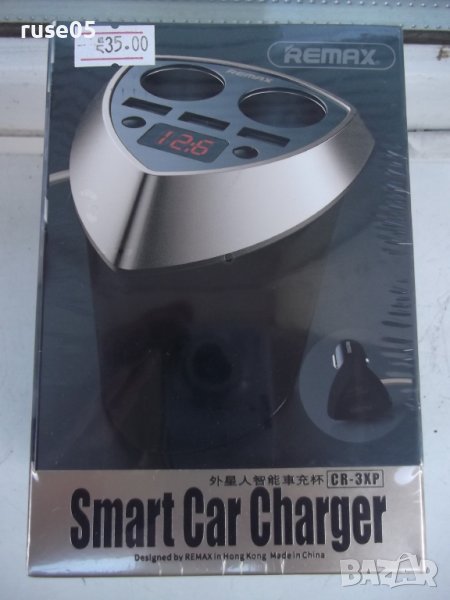 ruse05
35.00
REMAX
REMAX
12.6
外星人智能車充杯 CR-3XP
Smart Car Charger
Designed by REMAX in Hong Kong Made in China
BAZAR